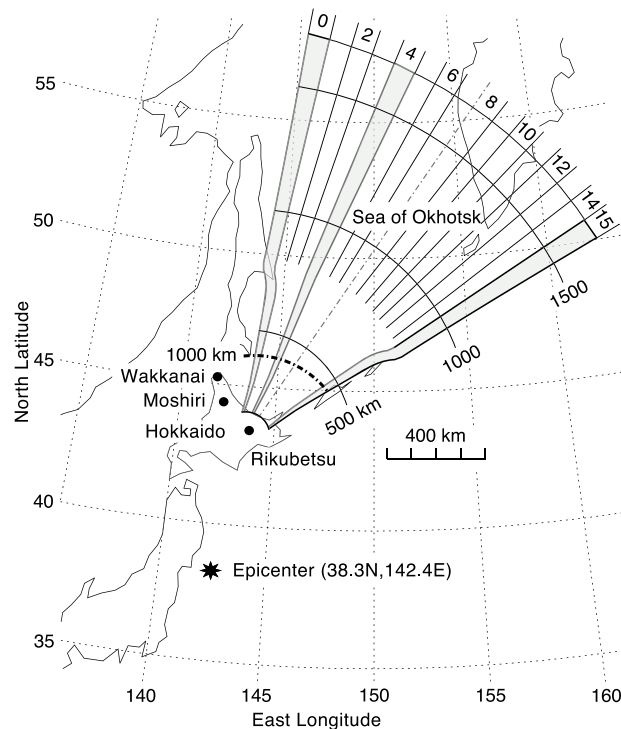 0
2
4
6
8
10
12
14
15
55
Sea of Okhotsk
50
1500
1000
1000 km
45
Wakkanai
Moshiri
500 km
Hokkaido
400 km
Rikubetsu
North Latitude
40
Epicenter (38.3N,142.4E)
35
140
145
150
155
160
East Longitude